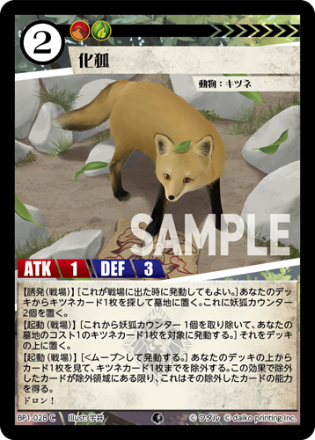 2
化狐
動物：キツネ
SAMPLE
ATK 1 DEF 3
【誘発（戦場）】［これが戦場に出た時に発動してもよい。］あなたのデッ
キからキツネカード1枚を探して墓地に置く。これに妖狐カウンター
2個を置く。
【起動（戦場）】［これから妖狐カウンター 1個を取り除いて、あなたの
墓地のコスト1のキツネカード1枚を対象に発動する。］それをデッキ
の上に置く。
【起動（戦場）】［<ムーブ>して発動する。］あなたのデッキの上から
カード1枚を見て、キツネカード1枚までを除外する。この効果で除外
したカードが除外領域にある限り、これはその除外したカードの能力
を得る。
ドロン！
BP1-028 C Illust:芋井 © ワタル © daiko printing Inc.